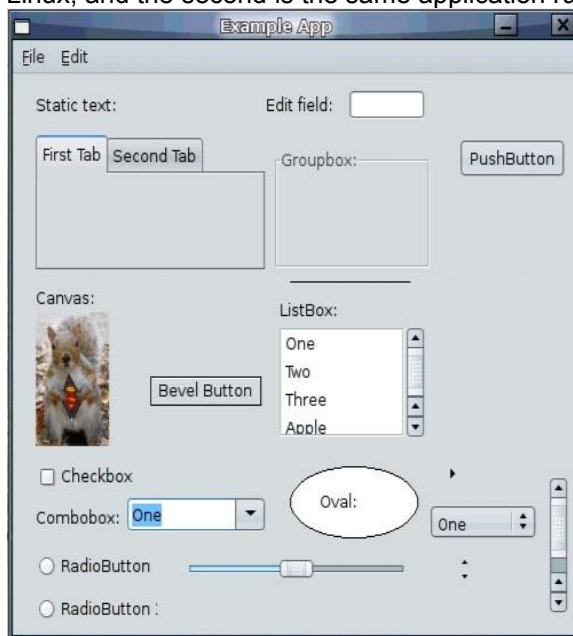 Linux, and the second is the same application
Example App
File Edit
Static text: Edit field:
First Tab Second Tab Groupbox: PushButton
Canvas:
ListBox:
One
Two
Bevel Button Three
Apple
Checkbox
Oval:
Combobox: One One
RadioButton
RadioButton :